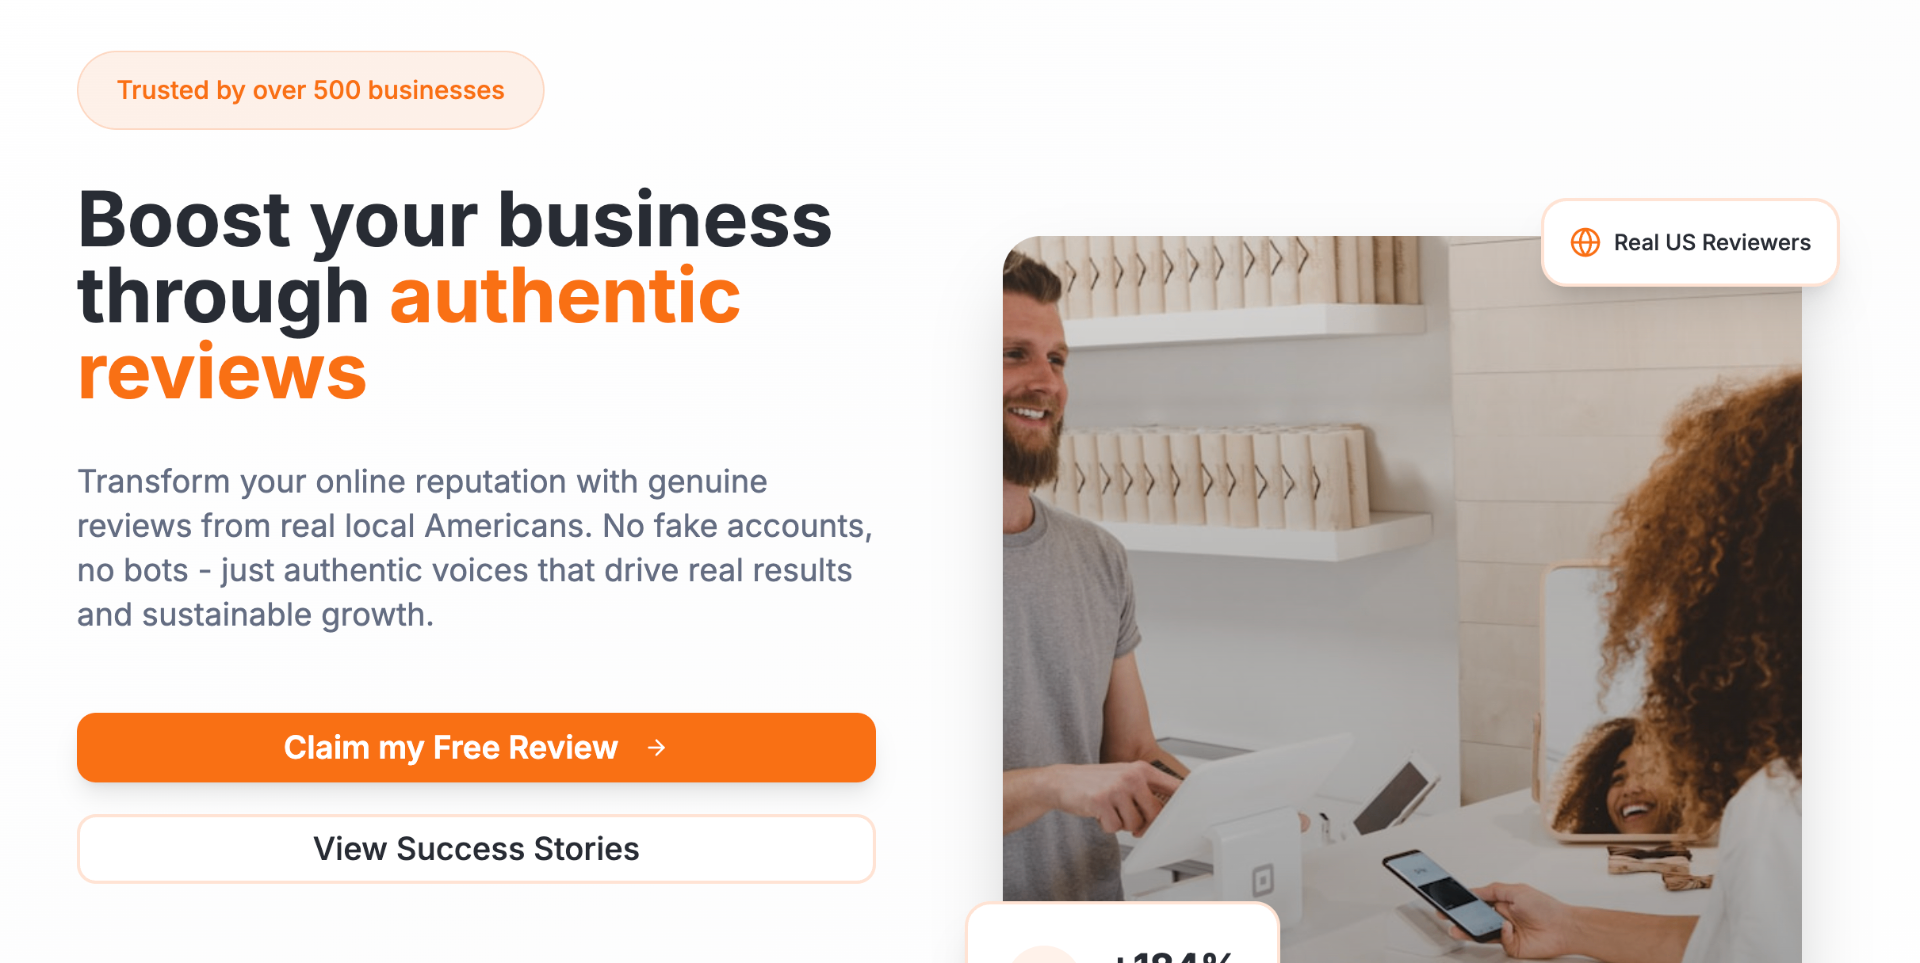 Trusted by over 500 businesses
Boost your business
through authentic
reviews
Transform your online reputation with genuine
reviews from real local Americans. No fake accounts,
no bots - just authentic voices that drive real results
and sustainable growth.
Claim my Free Review →
View Success Stories
Real US Reviewers
+184%